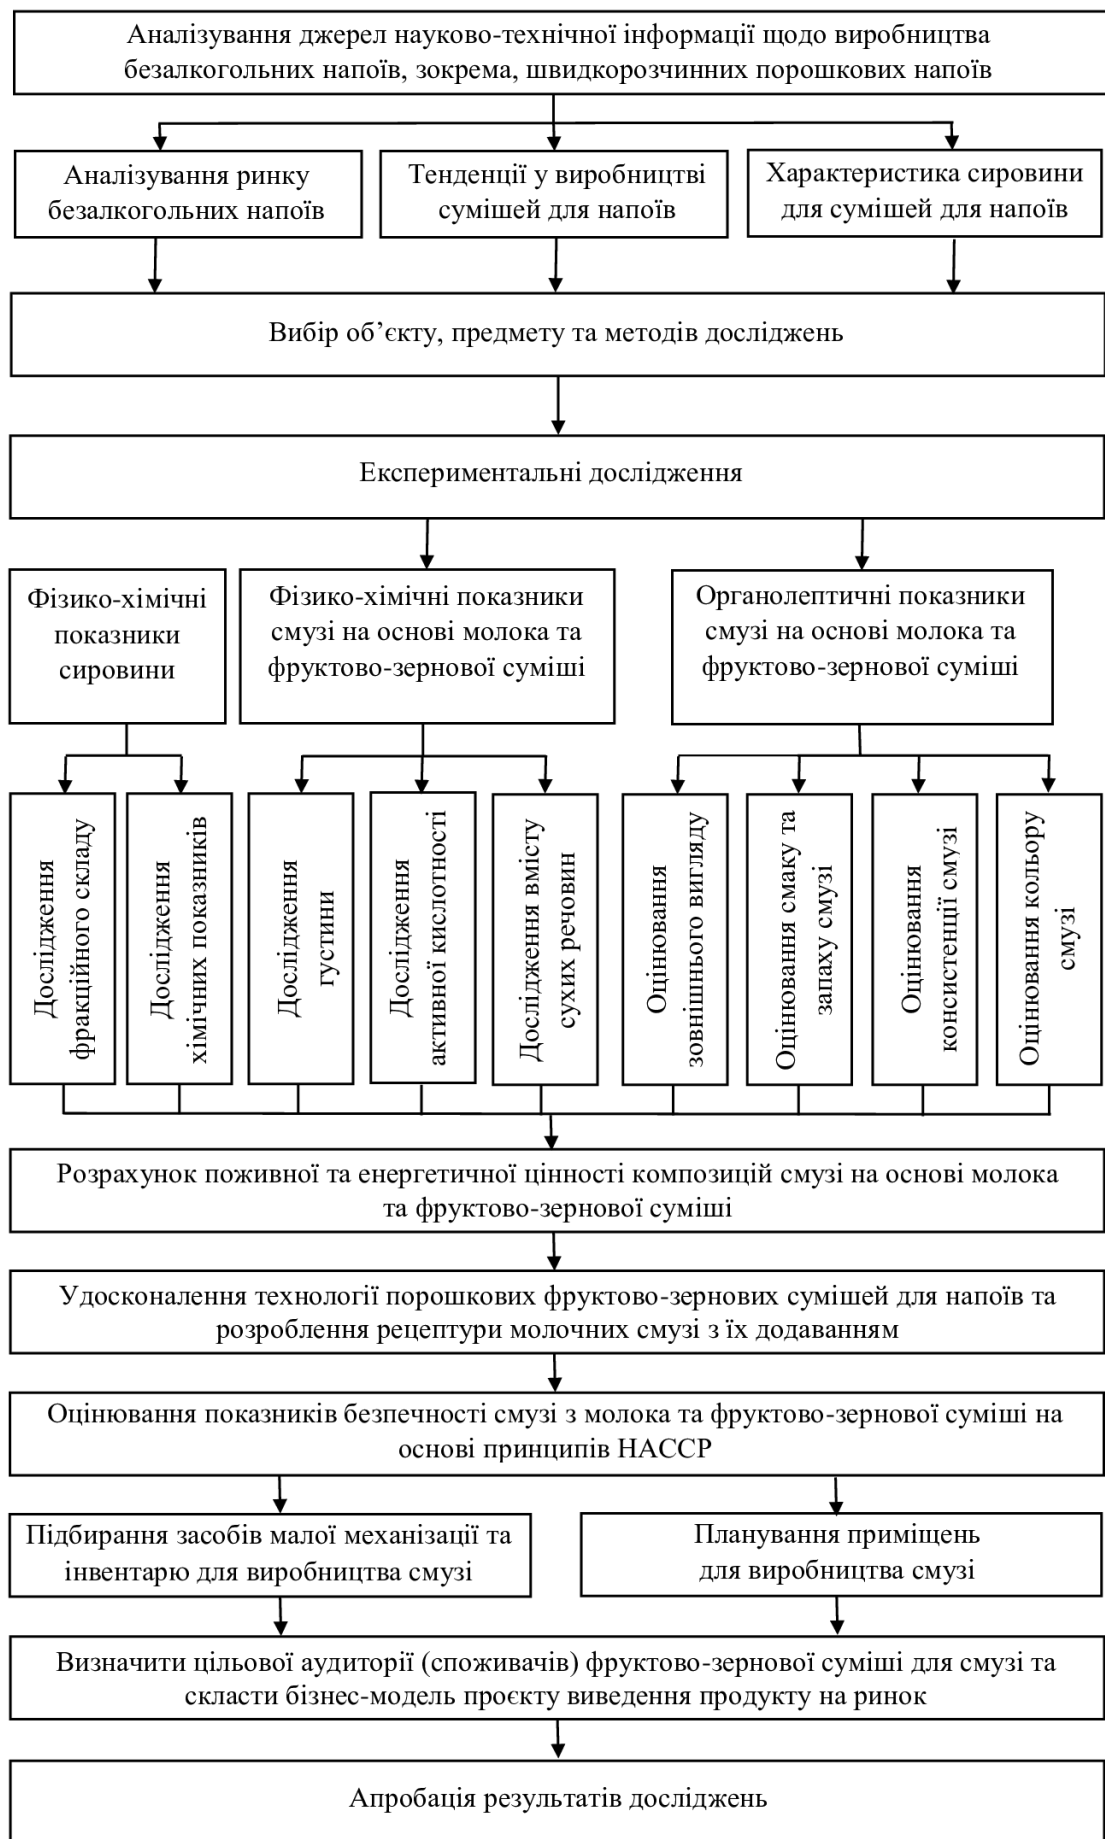 Аналізування джерел науково-технічної інформації щодо виробництва
безалкогольних напоїв, зокрема, швидкорозчинних порошкових напоїв
Аналізування ринку
безалкогольних напоїв
Тенденції у виробництві
сумішей для напоїв
Характеристика сировини
для сумішей для напоїв
Вибір об’єкту, предмету та методів досліджень
Експериментальні дослідження
Фізико-хімічні
показники
сировини
Фізико-хімічні показники
смузі на основі молока та
фруктово-зернової суміші
Органолептичні показники
смузі на основі молока та
фруктово-зернової суміші
Дослідження
фракційного складу
Дослідження
хімічних показників
Дослідження
густини
Дослідження
активної кислотності
Дослідження вмісту
сухих речовин
Оцінювання
зовнішнього вигляду
Оцінювання смаку та
запаху смузі
Оцінювання
консистенції смузі
Оцінювання кольору
смузі
Розрахунок поживної та енергетичної цінності композицій смузі на основі молока
та фруктово-зернової суміші
Удосконалення технології порошкових фруктово-зернових сумішей для напоїв та
розроблення рецептури молочних смузі з їх додаванням
Оцінювання показників безпечності смузі з молока та фруктово-зернової суміші на
основі принципів НАССР
Підбирання засобів малої механізації та
інвентарю для виробництва смузі
Планування приміщень
для виробництва смузі
Визначити цільової аудиторії (споживачів) фруктово-зернової суміші для смузі та
скласти бізнес-модель проєкту виведення продукту на ринок
Апробація результатів досліджень